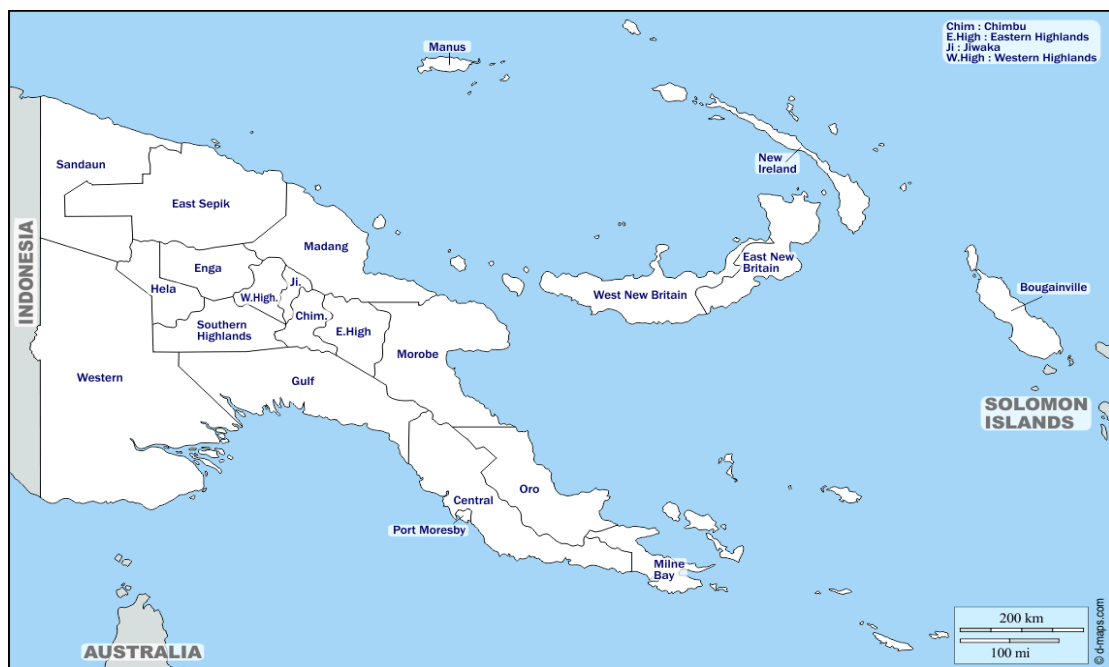 Chim : Chimbu
E.High : Eastern Highlands
Ji : Jiwaka
W.High : Western Highlands
Manus
New
Ireland
Sandaun
East Sepik
Madang
East New
Britain
Enga
Ji.
Hela
W.High.
West New Britain
Bougainville
Chim.
Southern
Highlands
E.High
Morobe
INDONESIA
Western
Gulf
SOLOMON
ISLANDS
Oro
Central
Port Moresby
Milne
Bay
AUSTRALIA
200 km
100 mi
© d-maps.com